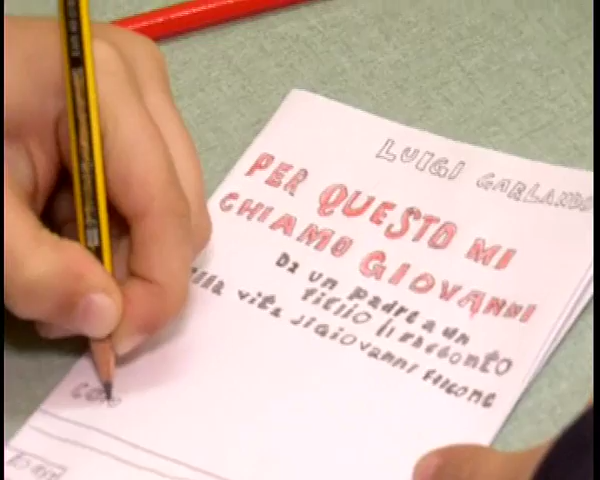 LUIGI GARLANDO
PER QUESTO MI
CHIAMO GIOVANNI
Da un padre a un
figlio il racconto
della vita di Giovanni Falcone